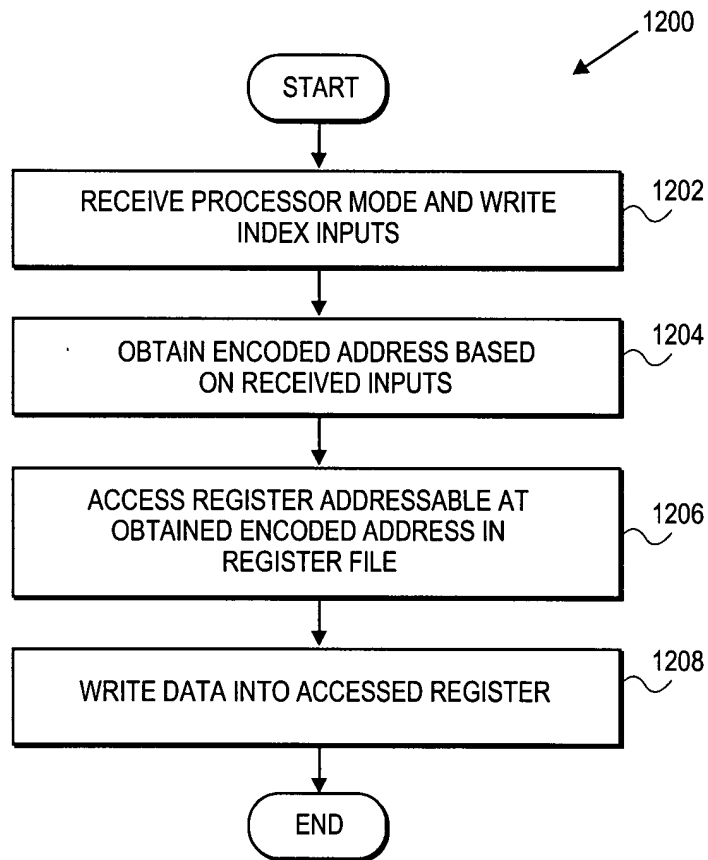 1200
START
RECEIVE PROCESSOR MODE AND WRITE
INDEX INPUTS
1202
OBTAIN ENCODED ADDRESS BASED
ON RECEIVED INPUTS
1204
ACCESS REGISTER ADDRESSABLE AT
OBTAINED ENCODED ADDRESS IN
REGISTER FILE
1206
WRITE DATA INTO ACCESSED REGISTER
1208
END